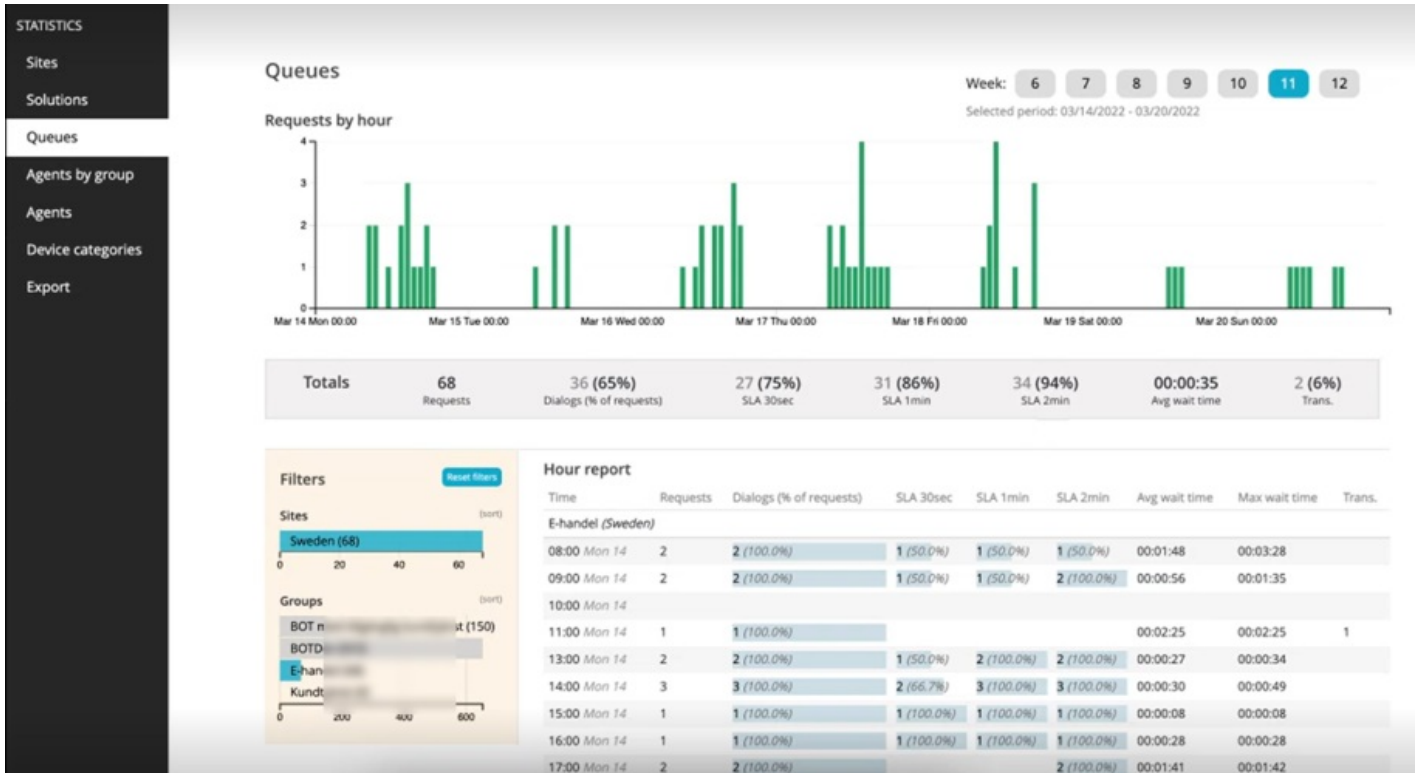 STATISTICS
Sites
Solutions
Queues
Agents by group
Agents
Device categories
Export
Queues
Week: 6 7 8 9 10 11 12
Selected period: 03/14/2022 - 03/20/2022
Requests by hour
4
3
2
1
0
Mar 14 Mon 00:00 Mar 15 Tue 00:00 Mar 16 Wed 00:00 Mar 17 Thu 00:00 Mar 18 Fri 00:00 Mar 19 Sat 00:00 Mar 20 Sun 00:00
Totals 68 36 (65%) 27 (75%) 31 (86%) 34 (94%) 00:00:35 2 (6%)
Requests Dialogs (% of requests) SLA 30sec SLA 1min SLA 2min Avg wait time Trans.
Filters Reset filters
Sites (sort)
Sweden (68)
0 20 40 60
Groups (sort)
BOT (150)
0 200 400 600
Hour report
Time Requests Dialogs (% of requests) SLA 30sec SLA 1min SLA 2min Avg wait time Max wait time Trans.
E-handel (Sweden)
08:00 Mon 14 2 2 (100.0%) 1 (50.0%) 1 (50.0%) 1 (50.0%) 00:01:48 00:03:28
09:00 Mon 14 2 2 (100.0%) 1 (50.0%) 1 (50.0%) 2 (100.0%) 00:00:56 00:01:35
10:00 Mon 14
11:00 Mon 14 1 1 (100.0%) 00:02:25 00:02:25 1
13:00 Mon 14 2 2 (100.0%) 1 (50.0%) 2 (100.0%) 2 (100.0%) 00:00:27 00:00:34
14:00 Mon 14 3 3 (100.0%) 2 (66.7%) 3 (100.0%) 3 (100.0%) 00:00:30 00:00:49
15:00 Mon 14 1 1 (100.0%) 1 (100.0%) 1 (100.0%) 1 (100.0%) 00:00:08 00:00:08
16:00 Mon 14 1 1 (100.0%) 1 (100.0%) 1 (100.0%) 1 (100.0%) 00:00:28 00:00:28
17:00 Mon 14 2 2 (100.0%) 2 (100.0%) 00:01:41 00:01:42